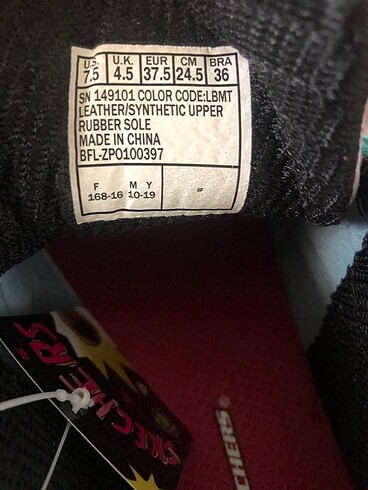 U.S. U.K. EUR CM BRA
7.5 4.5 37.5 24.5 36
SN 149101 COLOR CODE:LBMT
LEATHER/SYNTHETIC UPPER
RUBBER SOLE
MADE IN CHINA
BFL-ZPO100397
F M Y
168-16 10-19
SKECHERS
CHERS®